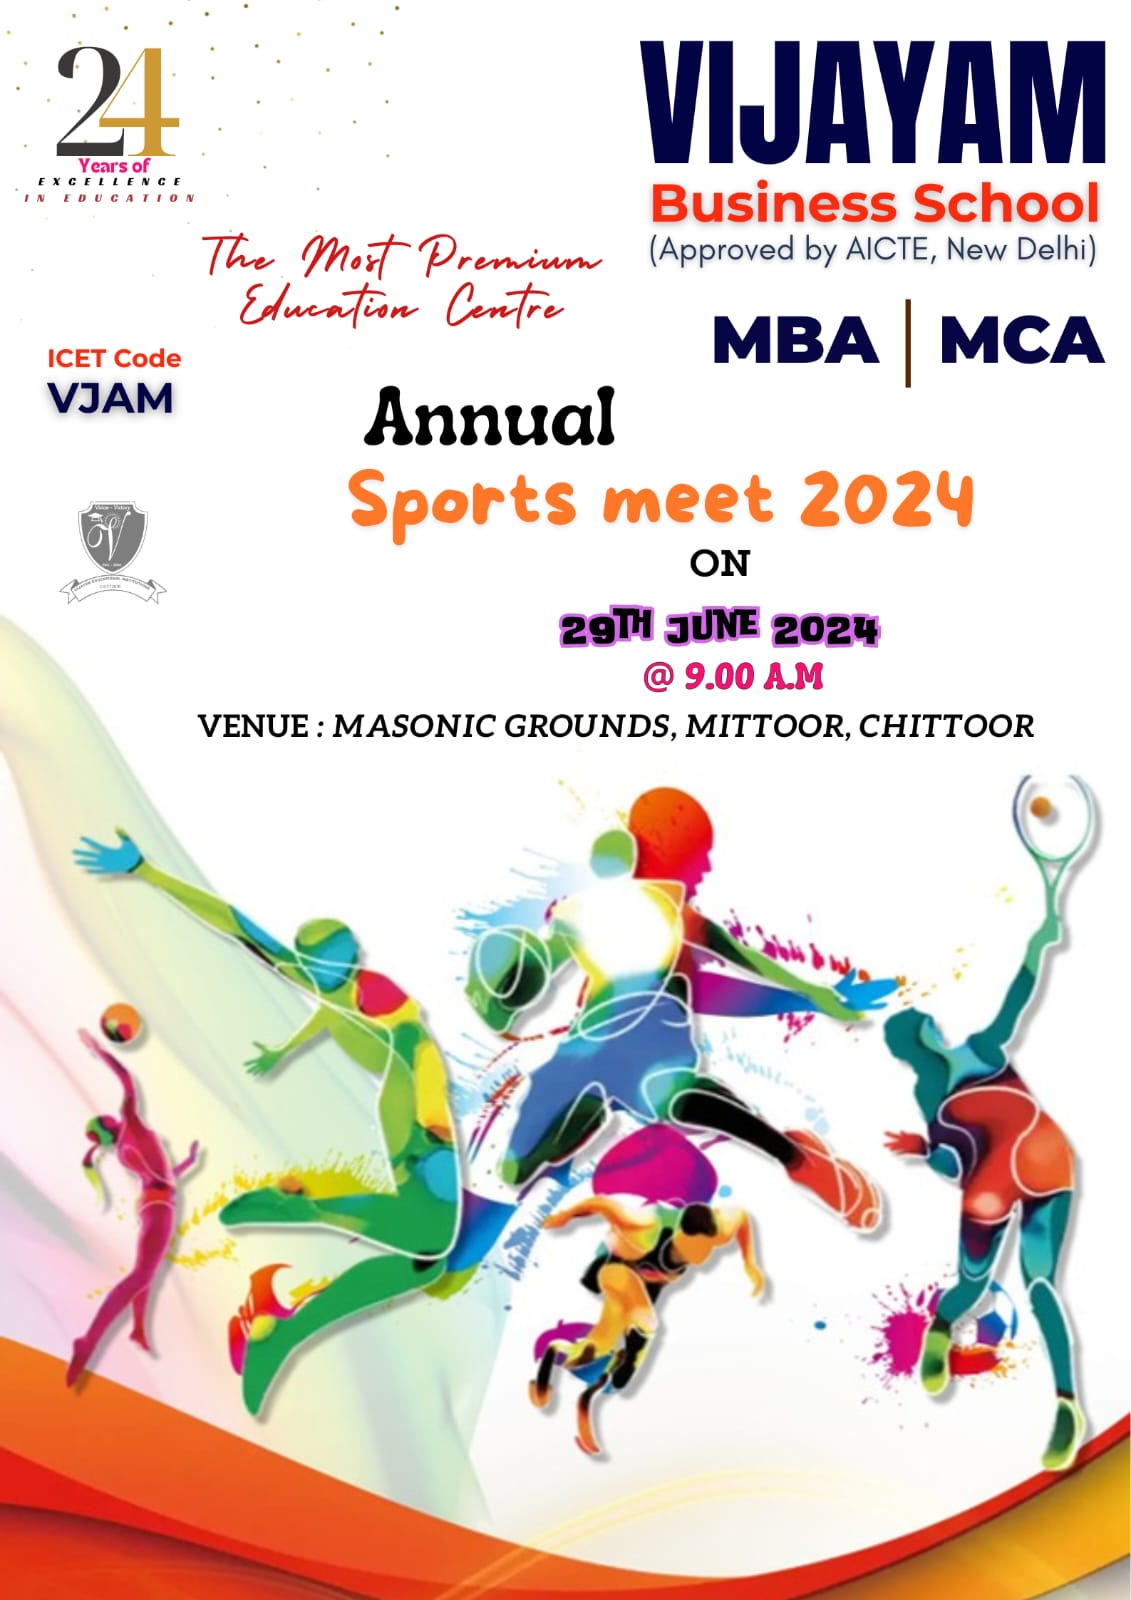 24
Years of
EXCELLENCE
IN EDUCATION
VIJAYAM
Business School
(Approved by AICTE, New Delhi)
The Most Premium
Education Centre
MBA | MCA
ICET Code
VJAM
Annual
Sports meet 2024
ON
29TH JUNE 2024
@ 9.00 A.M
VENUE : MASONIC GROUNDS, MITTOOR, CHITTOOR